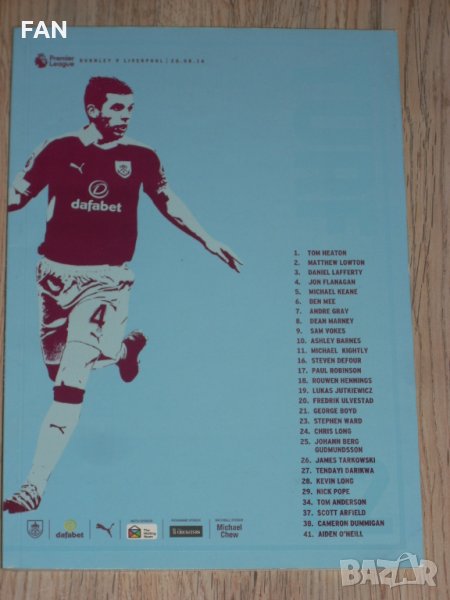 FAN
Premier
League
BURNLEY V LIVERPOOL | 20.08.16
dafabet
4
1. TOM HEATON
2. MATTHEW LOWTON
3. DANIEL LAFFERTY
4. JON FLANAGAN
5. MICHAEL KEANE
6. BEN MEE
7. ANDRE GRAY
8. DEAN MARNEY
9. SAM VOKES
10. ASHLEY BARNES
11. MICHAEL KIGHTLY
16. STEVEN DEFOUR
17. PAUL ROBINSON
18. ROUWEN HENNINGS
19. LUKAS JUTKIEWICZ
20. FREDRIK ULVESTAD
21. GEORGE BOYD
23. STEPHEN WARD
24. CHRIS LONG
25. JOHANN BERG
GUDMUNDSSON
26. JAMES TARKOWSKI
27. TENDAYI DARIKWA
28. KEVIN LONG
29. NICK POPE
34. TOM ANDERSON
37. SCOTT ARFIELD
38. CAMERON DUMMIGAN
41. AIDEN O'NEILL
dafabet
Michael
Chew
BAZAR.bg